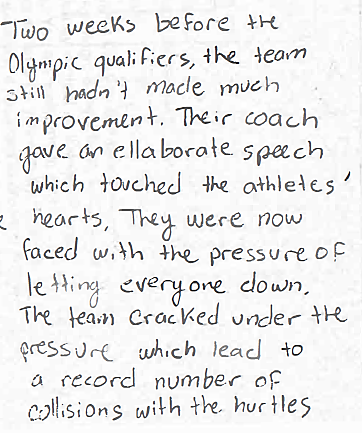 Two weeks before the
Olympic qualifiers, the team
still hadn't made much
improvement. Their coach
gave an ellaborate speech
which touched the athletes'
hearts, They were now
faced with the pressure of
letting everyone down.
The team cracked under the
pressure which lead to
a record number of
collisions with the hurtles